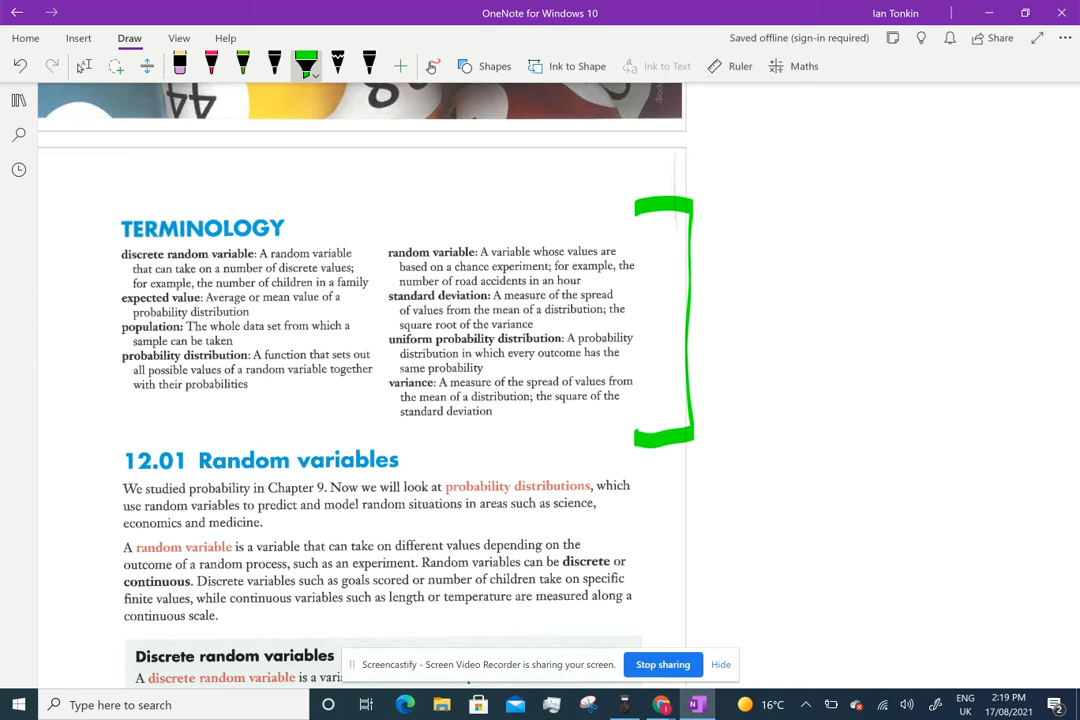 OneNote for Windows 10
Ian Tonkin
Home Insert Draw View Help
Saved offline (sign-in required)
Share
Shapes
Ink to Shape
Ink to Text
Ruler
Maths
44
8
TERMINOLOGY
discrete random variable: A random variable
that can take on a number of discrete values;
for example, the number of children in a family
expected value: Average or mean value of a
probability distribution
population: The whole data set from which a
sample can be taken
probability distribution: A function that sets out
all possible values of a random variable together
with their probabilities
random variable: A variable whose values are
based on a chance experiment; for example, the
number of road accidents in an hour
standard deviation: A measure of the spread
of values from the mean of a distribution; the
square root of the variance
uniform probability distribution: A probability
distribution in which every outcome has the
same probability
variance: A measure of the spread of values from
the mean of a distribution; the square of the
standard deviation
12.01 Random variables
We studied probability in Chapter 9. Now we will look at probability distributions, which
use random variables to predict and model random situations in areas such as science,
economics and medicine.
A random variable is a variable that can take on different values depending on the
outcome of a random process, such as an experiment. Random variables can be discrete or
continuous. Discrete variables such as goals scored or number of children take on specific
finite values, while continuous variables such as length or temperature are measured along a
continuous scale.
Discrete random variables
A discrete random variable is a vari
Screencastify - Screen Video Recorder is sharing your screen.
Stop sharing
Hide
Type here to search
16°C
ENG
UK
2:19 PM
17/08/2021
2